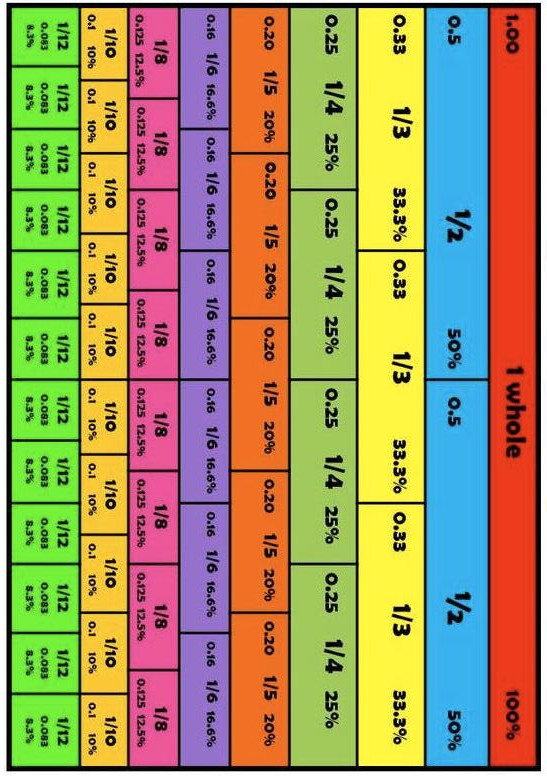 1.00 1 whole 100%
0.5 1/2 50% 0.5 1/2 50%
0.33 1/3 33.3% 0.33 1/3 33.3% 0.33 1/3 33.3%
0.25 1/4 25% 0.25 1/4 25% 0.25 1/4 25% 0.25 1/4 25%
0.20 1/5 20% 0.20 1/5 20% 0.20 1/5 20% 0.20 1/5 20% 0.20 1/5 20%
0.16 1/6 16.6% 0.16 1/6 16.6% 0.16 1/6 16.6% 0.16 1/6 16.6% 0.16 1/6 16.6% 0.16 1/6 16.6%
1/8 1/8 1/8 1/8 1/8 1/8 1/8 1/8
0.125 12.5% 0.125 12.5% 0.125 12.5% 0.125 12.5% 0.125 12.5% 0.125 12.5% 0.125 12.5% 0.125 12.5%
1/10 1/10 1/10 1/10 1/10 1/10 1/10 1/10 1/10 1/10
0.1 10% 0.1 10% 0.1 10% 0.1 10% 0.1 10% 0.1 10% 0.1 10% 0.1 10% 0.1 10% 0.1 10%
1/12 1/12 1/12 1/12 1/12 1/12 1/12 1/12 1/12 1/12 1/12 1/12
0.083 0.083 0.083 0.083 0.083 0.083 0.083 0.083 0.083 0.083 0.083 0.083
8.3% 8.3% 8.3% 8.3% 8.3% 8.3% 8.3% 8.3% 8.3% 8.3% 8.3% 8.3%